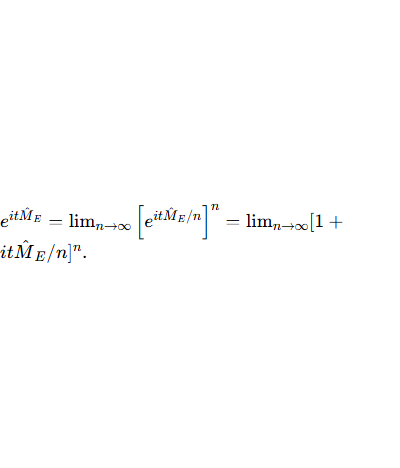 $e^{it\hat{M}_E} = \lim_{n\to\infty} \left[ e^{it\hat{M}_E/n} \right]^n = \lim_{n\to\infty} [1 +$
$it\hat{M}_E/n]^n.$